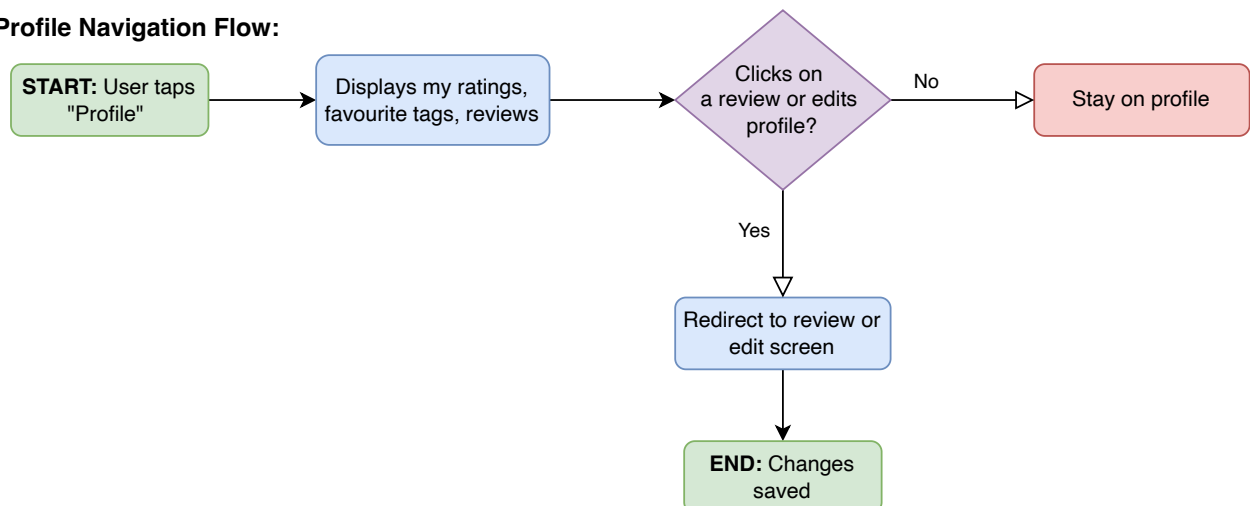 Profile Navigation Flow:
START: User taps
"Profile"
Displays my ratings,
favourite tags, reviews
Clicks on
a review or edits
profile?
No
Stay on profile
Yes
Redirect to review or
edit screen
END: Changes
saved